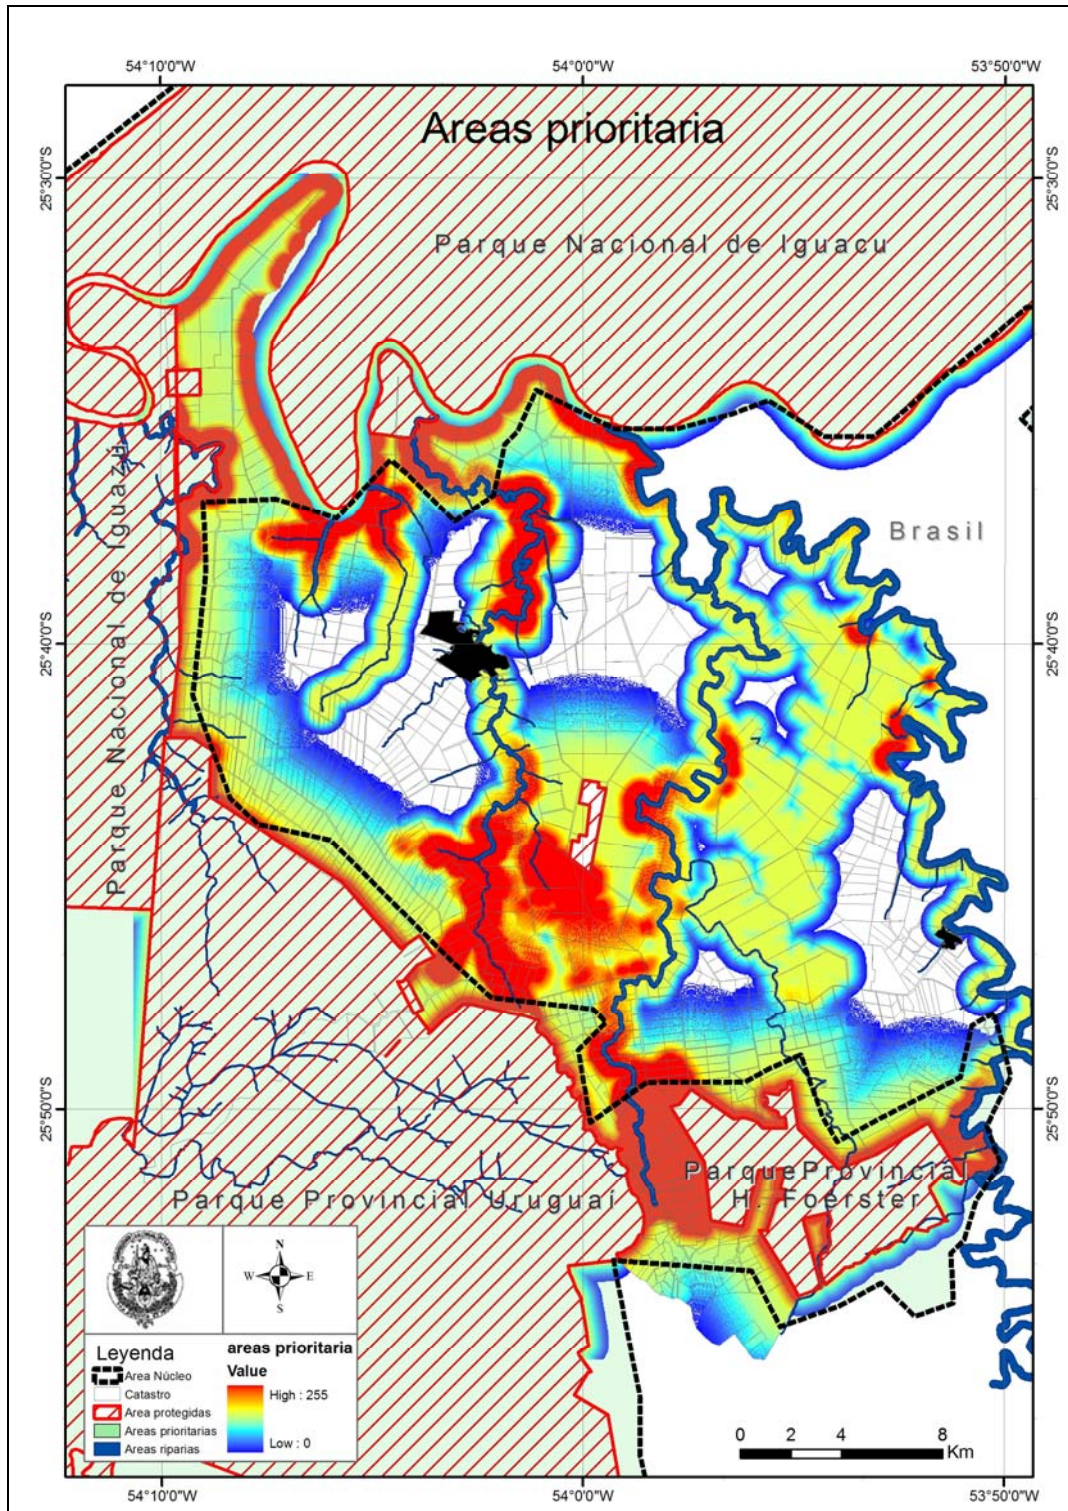 54°10'0"W
54°0'0"W
53°50'0"W
Areas prioritaria
25°30'0"S
25°30'0"S
Parque Nacional de Iguacu
Parque Nacional de Iguazú
Brasil
25°40'0"S
25°40'0"S
25°50'0"S
25°50'0"S
Parque Provincial Uruguaí
Parque Provincial
H. Foerster
N
W
E
S
Leyenda
Area Núcleo
Catastro
Area protegidas
Areas prioritarias
Areas riparias
areas prioritaria
Value
High : 255
Low : 0
0 2 4 8
Km
54°10'0"W
54°0'0"W
53°50'0"W